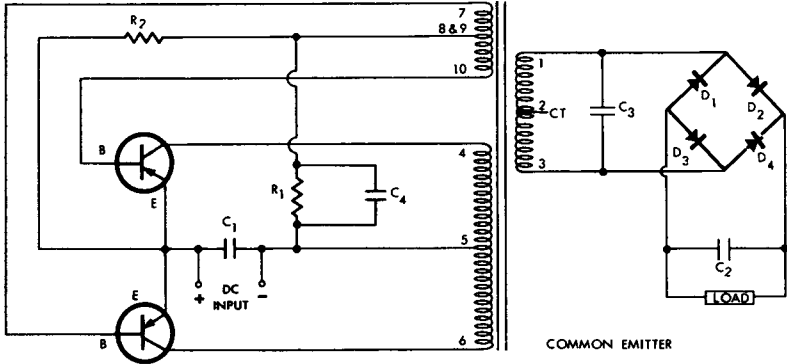 R2
7
8&9
10
1
2
CT
3
C3
D1
D2
D3
D4
B
E
4
R1
C4
C1
5
+
DC
INPUT
-
E
B
6
C2
LOAD
COMMON EMITTER